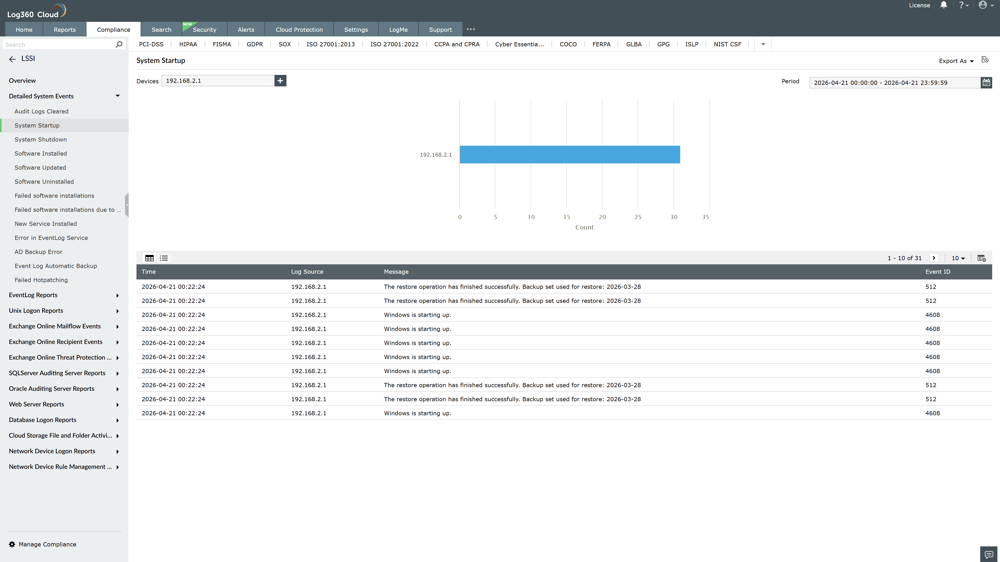 License
?
Log360 Cloud
Home
Reports
Compliance
Search
NEW
Security
Alerts
Cloud Protection
Settings
LogMe
Support
Search
PCI-DSS
HIPAA
FISMA
GDPR
SOX
ISO 27001:2013
ISO 27001:2022
CCPA and CPRA
Cyber Essentia...
COCO
FERPA
GLBA
GPG
ISLP
NIST CSF
LSSI
Overview
Detailed System Events
Audit Logs Cleared
System Startup
System Shutdown
Software Installed
Software Updated
Software Uninstalled
Failed software installations
Failed software installations due to ...
New Service Installed
Error in EventLog Service
AD Backup Error
Event Log Automatic Backup
Failed Hotpatching
EventLog Reports
Unix Logon Reports
Exchange Online Mailflow Events
Exchange Online Recipient Events
Exchange Online Threat Protection ...
SQLServer Auditing Server Reports
Oracle Auditing Server Reports
Web Server Reports
Database Logon Reports
Cloud Storage File and Folder Activi...
Network Device Logon Reports
Network Device Rule Management ...
Manage Compliance
System Startup
Export As
Devices 192.168.2.1
Period 2026-04-21 00:00:00 - 2026-04-21 23:59:59
192.168.2.1
0 5 10 15 20 25 30 35
Count
1 - 10 of 31
10
Time Log Source Message Event ID
2026-04-21 00:22:24 192.168.2.1 The restore operation has finished successfully. Backup set used for restore: 2026-03-28 512
2026-04-21 00:22:24 192.168.2.1 The restore operation has finished successfully. Backup set used for restore: 2026-03-28 512
2026-04-21 00:22:24 192.168.2.1 Windows is starting up. 4608
2026-04-21 00:22:24 192.168.2.1 Windows is starting up. 4608
2026-04-21 00:22:24 192.168.2.1 Windows is starting up. 4608
2026-04-21 00:22:24 192.168.2.1 Windows is starting up. 4608
2026-04-21 00:22:24 192.168.2.1 Windows is starting up. 4608
2026-04-21 00:22:24 192.168.2.1 The restore operation has finished successfully. Backup set used for restore: 2026-03-28 512
2026-04-21 00:22:24 192.168.2.1 The restore operation has finished successfully. Backup set used for restore: 2026-03-28 512
2026-04-21 00:22:24 192.168.2.1 Windows is starting up. 4608